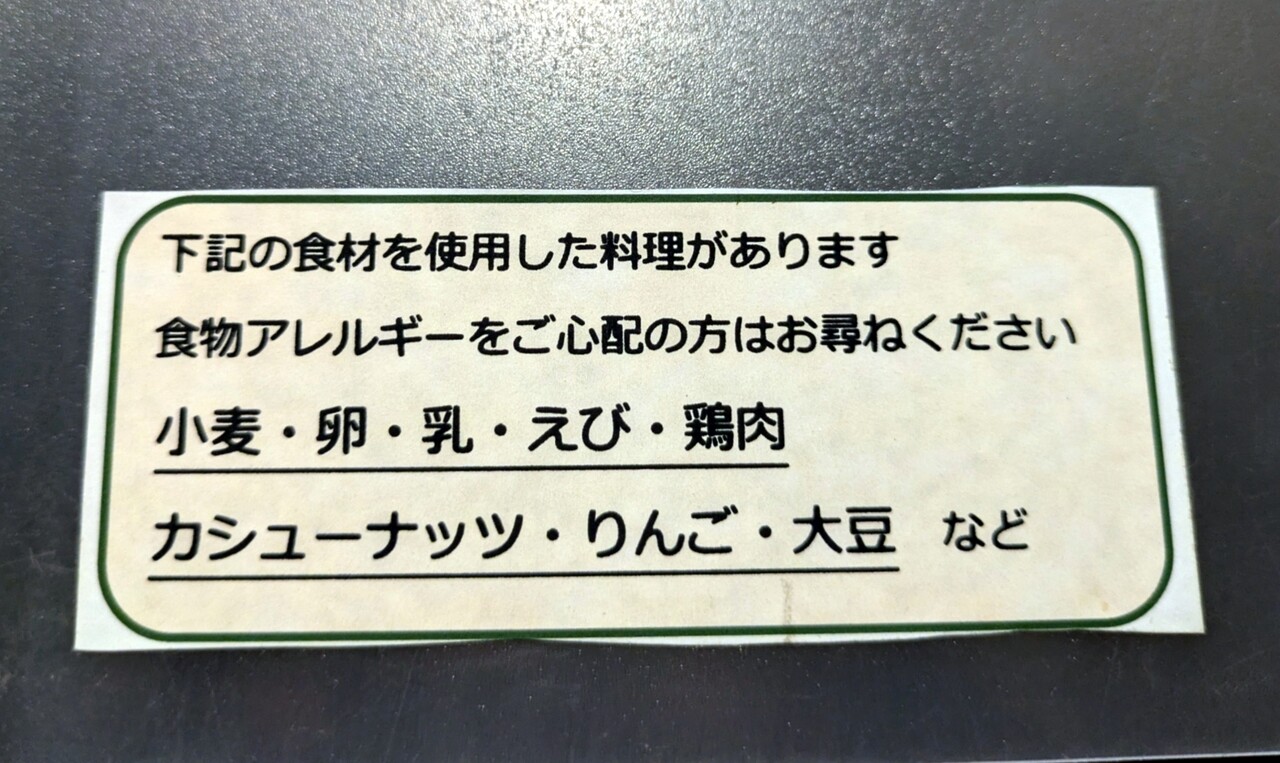 下記の食材を使用した料理があります
食物アレルギーをご心配の方はお尋ねください
小麦・卵・乳・えび・鶏肉
カシューナッツ・りんご・大豆　など